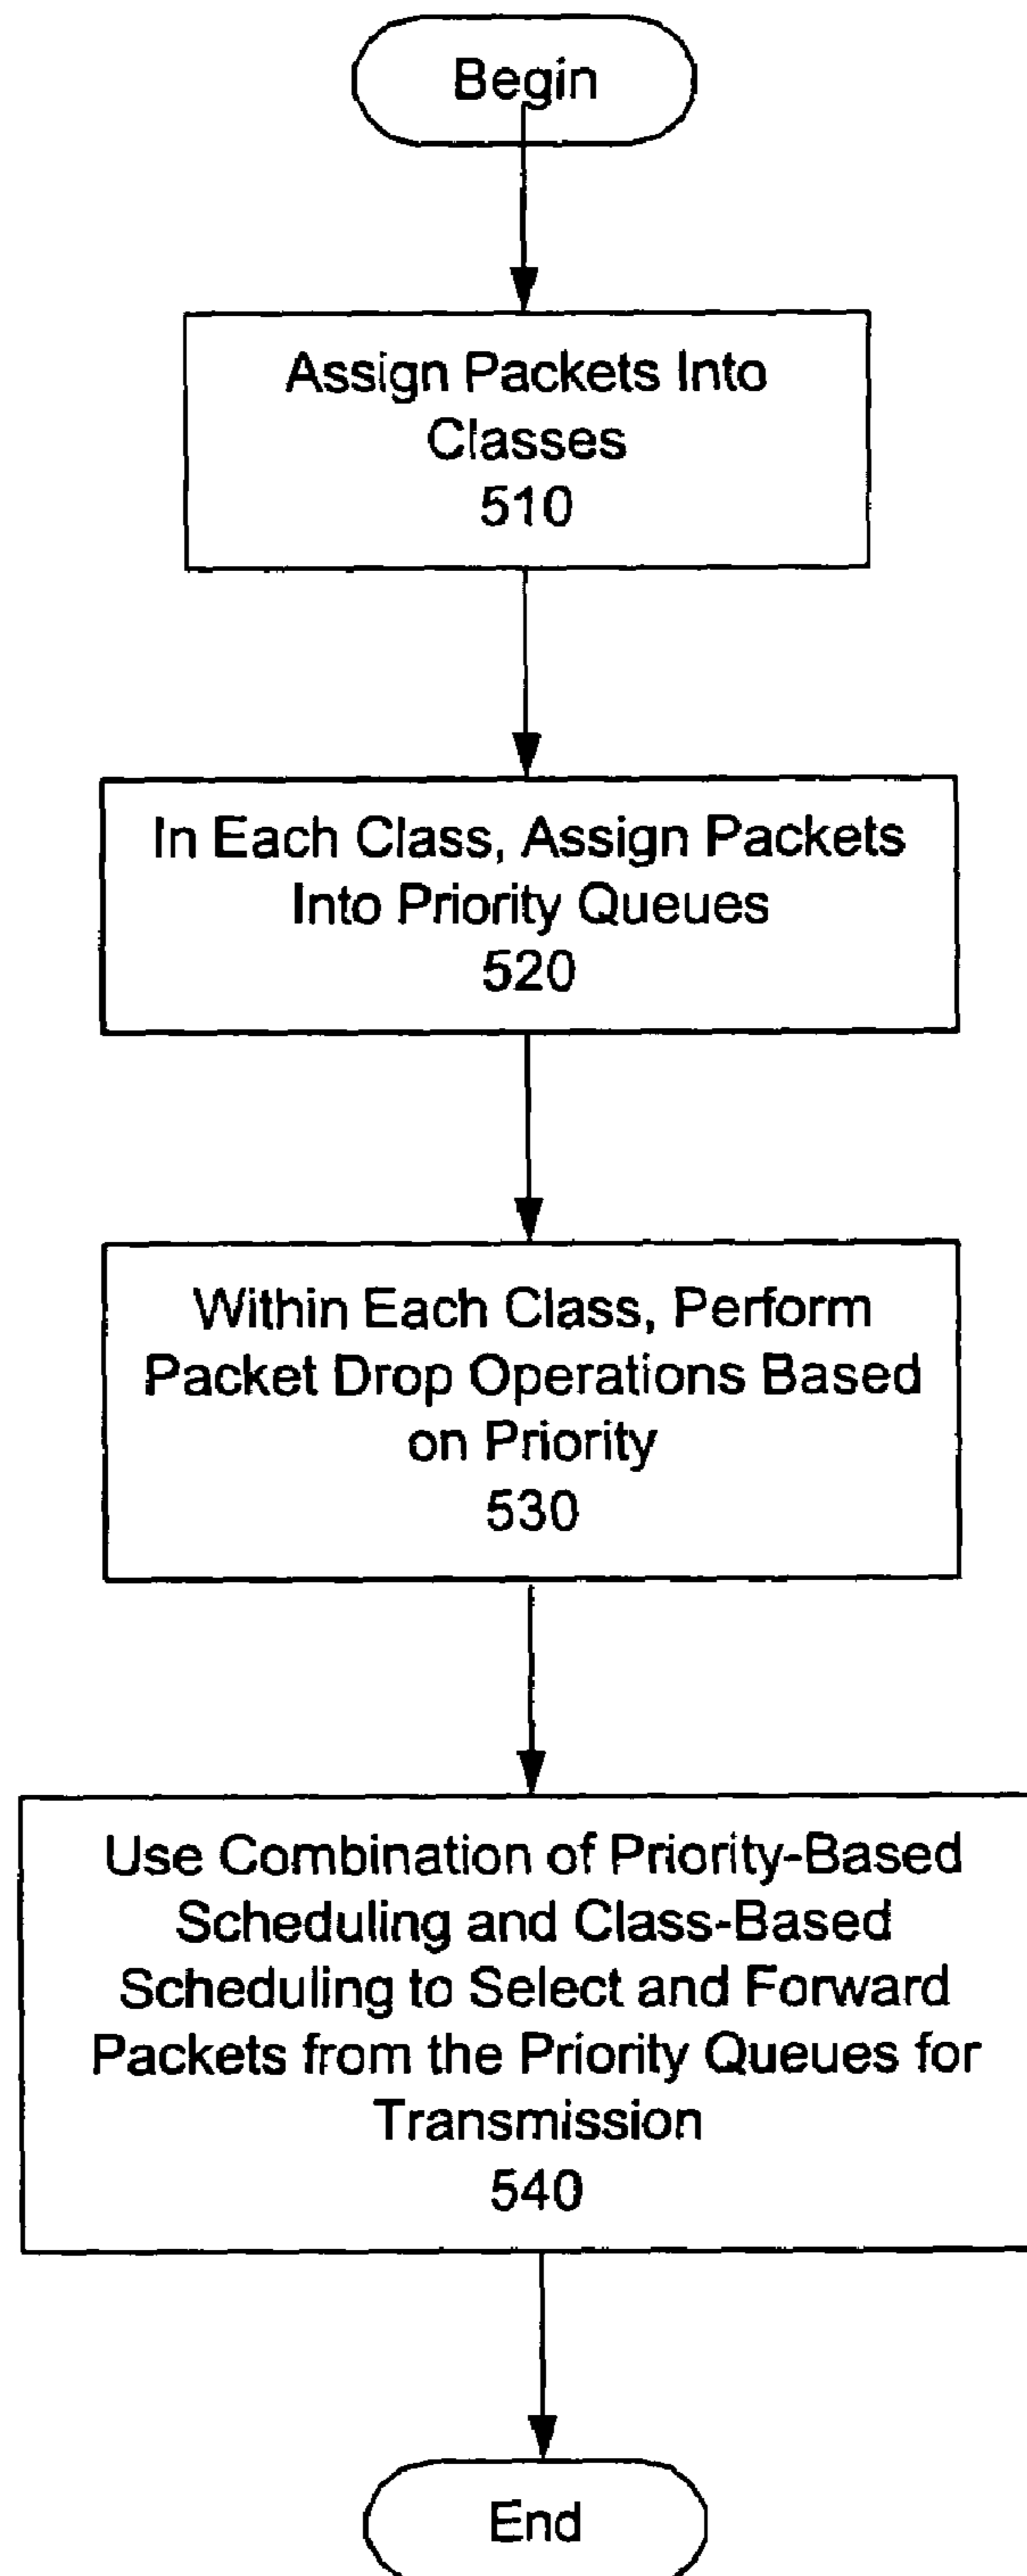 Begin
Assign Packets Into
Classes
510
In Each Class, Assign Packets
Into Priority Queues
520
Within Each Class, Perform
Packet Drop Operations Based
on Priority
530
Use Combination of Priority-Based
Scheduling and Class-Based
Scheduling to Select and Forward
Packets from the Priority Queues for
Transmission
540
End